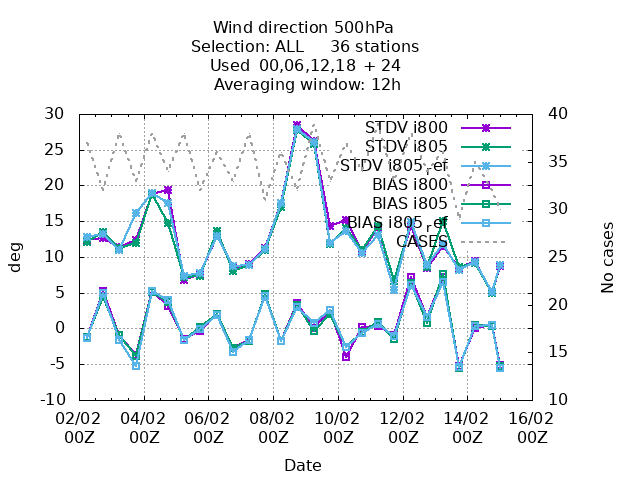 Wind direction 500hPa
Selection: ALL 36 stations
Used 00,06,12,18 + 24
Averaging window: 12h
30
25
20
15
10
5
0
-5
-10
deg
40
35
30
25
20
15
10
No cases
STDV i800
STDV i805
STDV i805_ref
BIAS i800
BIAS i805
BIAS i805_ref
CASES
02/02 04/02 06/02 08/02 10/02 12/02 14/02 16/02
00Z 00Z 00Z 00Z 00Z 00Z 00Z 00Z
Date